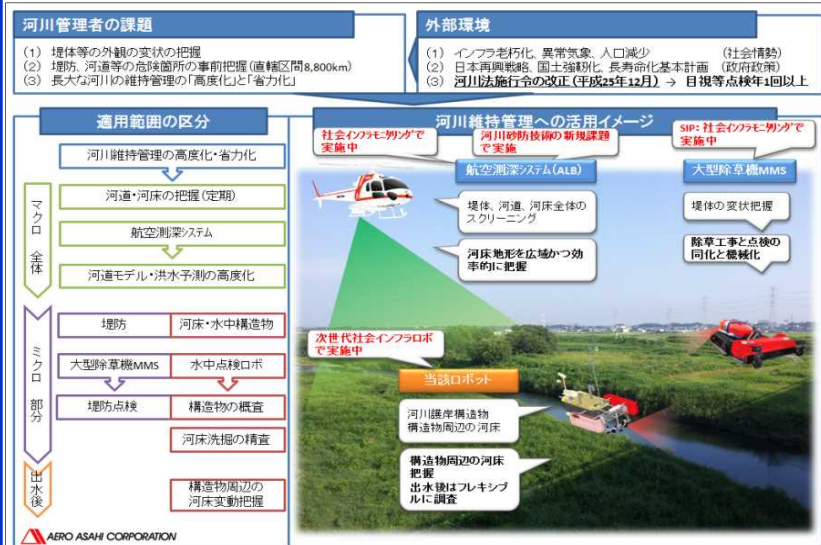 河川管理者の課題
(1) 堤体等の外観の変状の把握
(2) 堤防、河道等の危険箇所の事前把握(直轄区間8,800km)
(3) 長大な河川の維持管理の「高度化」と「省力化」
外部環境
(1) インフラ老朽化、異常気象、人口減少 (社会情勢)
(2) 日本再興戦略、国土強靭化、長寿命化基本計画 (政府政策)
(3) 河川法施行令の改正(平成25年12月) → 目視等点検年1回以上
適用範囲の区分
河川維持管理の高度化・省力化
マクロ 全体
河道・河床の把握(定期)
航空測深システム
河道モデル・洪水予測の高度化
ミクロ 部分
堤防
河床・水中構造物
大型除草機MMS
水中点検ロボ
堤防点検
構造物の概査
河床洗掘の精査
出水後
構造物周辺の
河床変動把握
AERO ASAHI CORPORATION
河川維持管理への活用イメージ
社会インフラモニタリングで
実施中
河川砂防技術の新規課題
で実施
航空測深システム(ALB)
堤体、河道、河床全体の
スクリーニング
河床地形を広域かつ効
率的に把握
SIP:社会インフラモニタリングで
実施中
大型除草機MMS
堤体の変状把握
除草工事と点検の
同化と機械化
次世代社会インフラロボ
で実施中
当該ロボット
河川護岸構造物
構造物周辺の河床
構造物周辺の河床
把握
出水後はフレキシブ
ルに調査